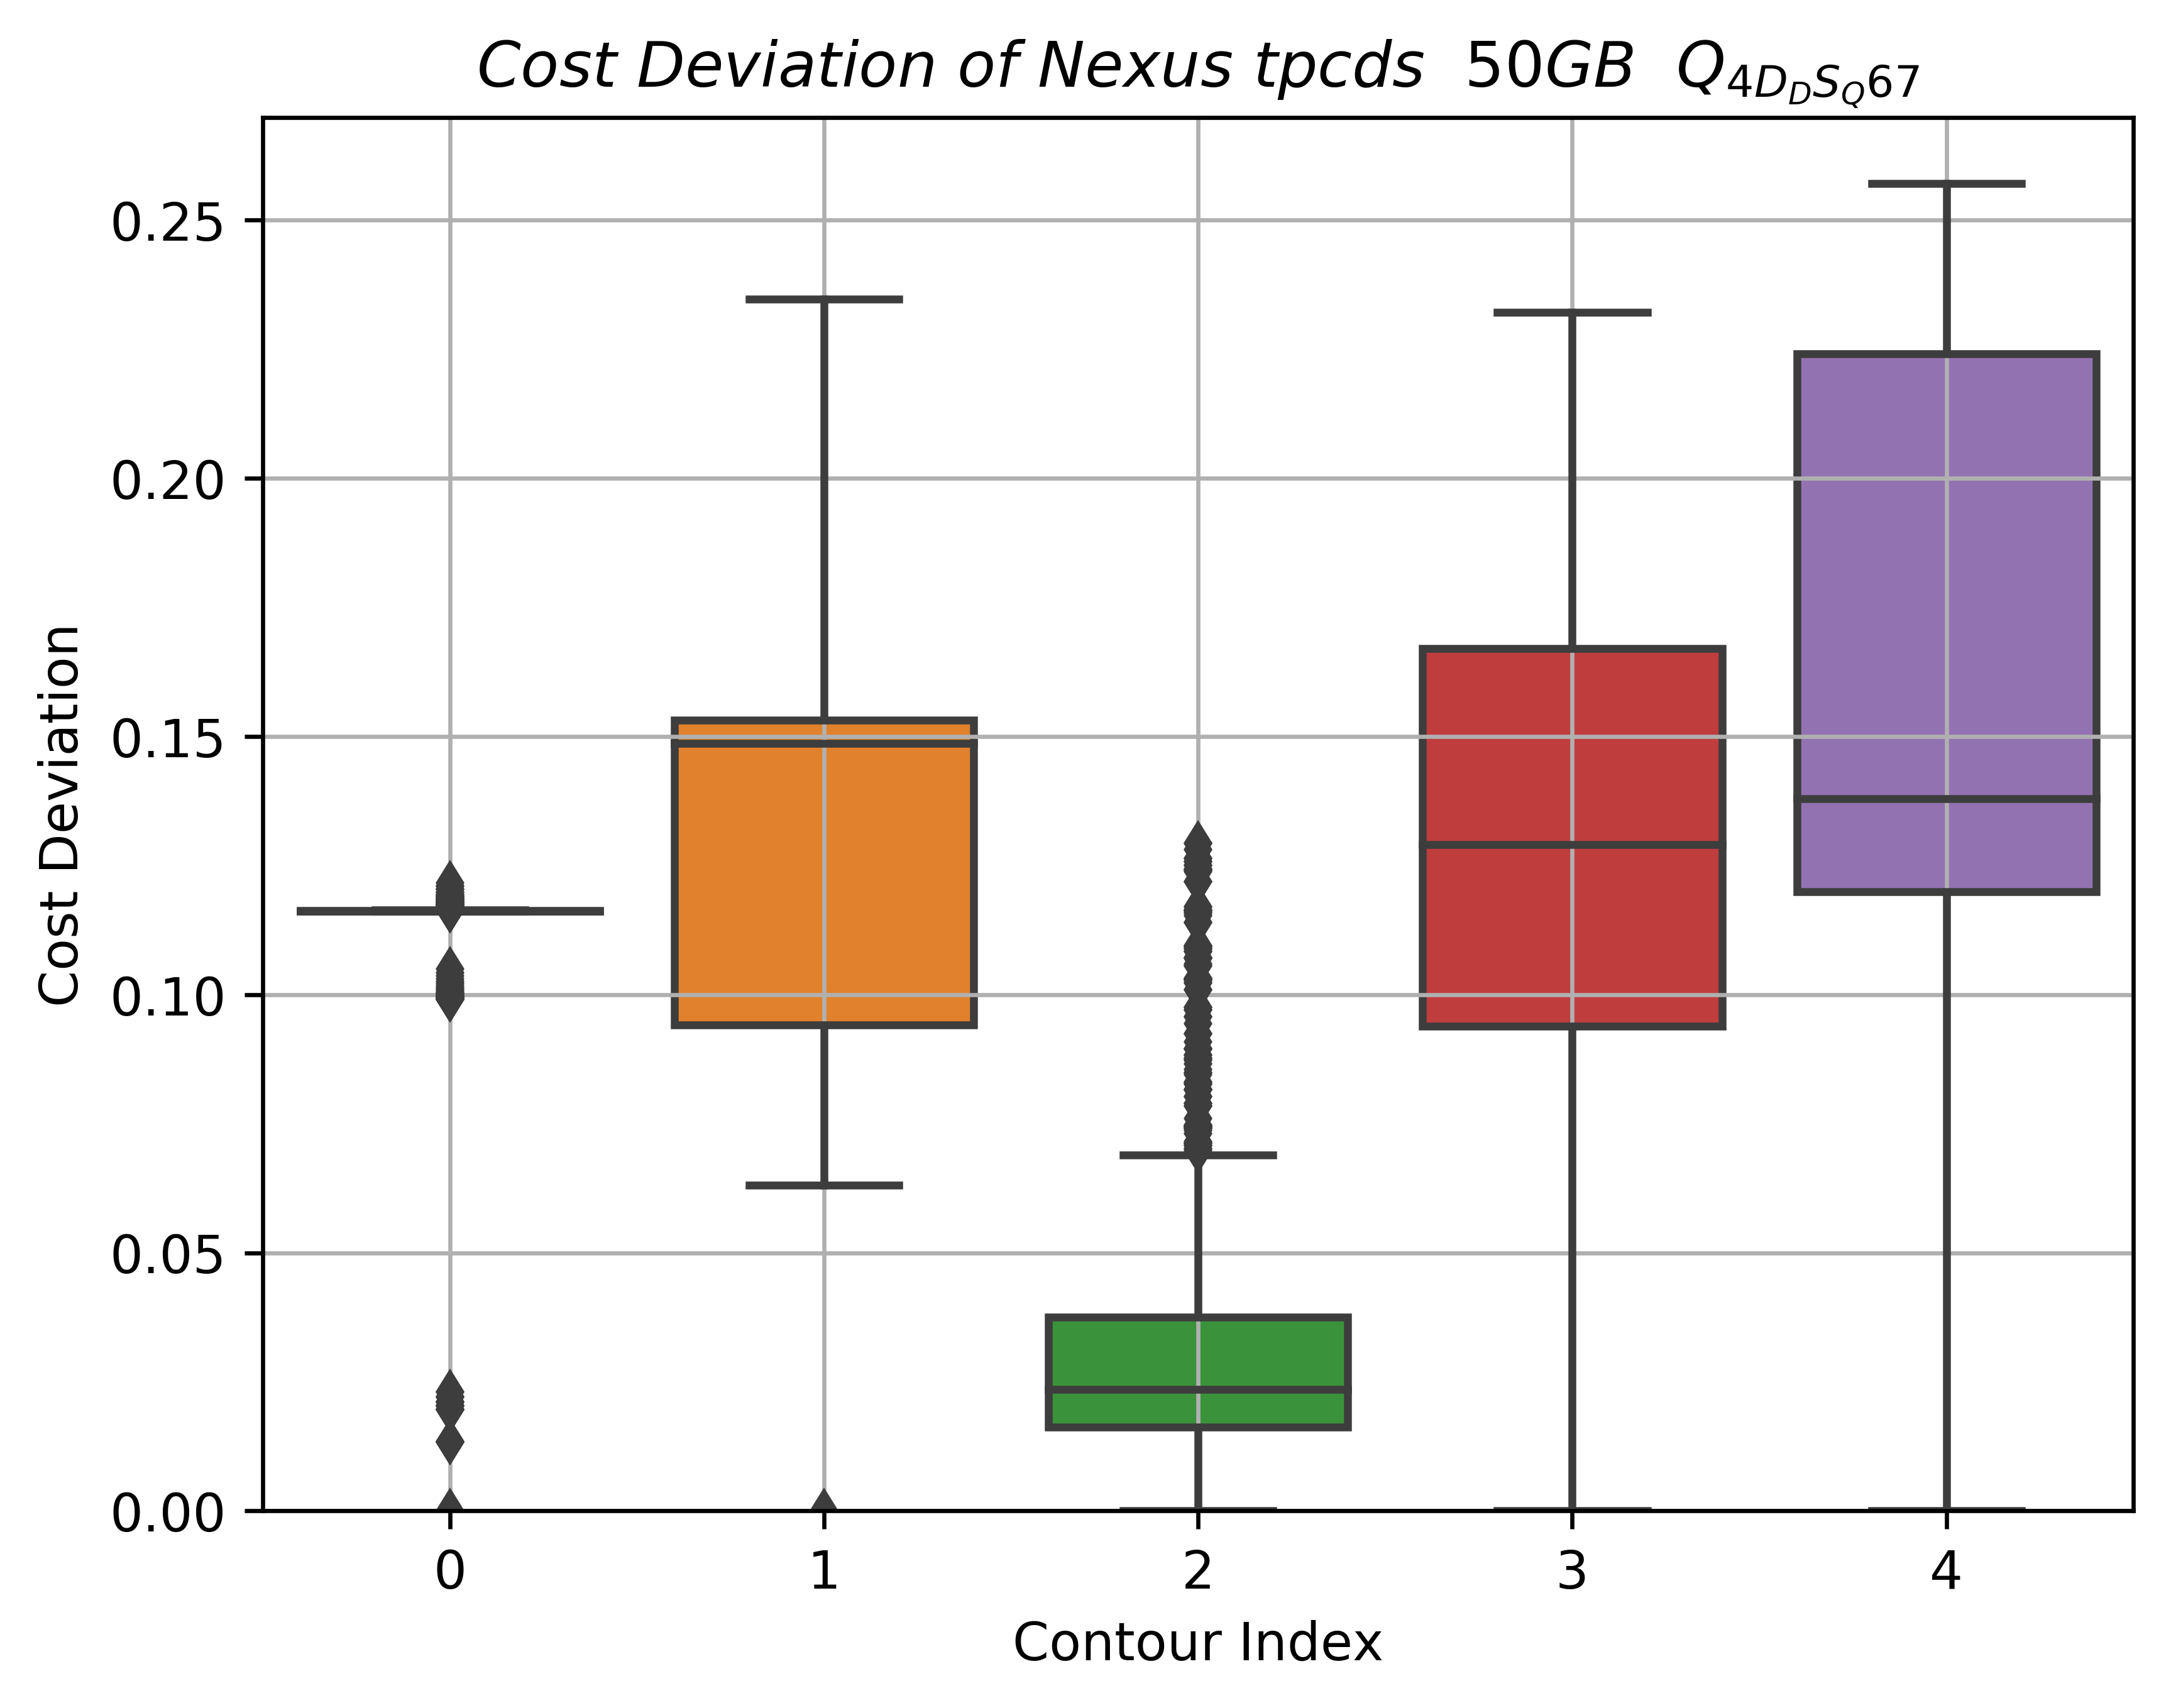 Cost Deviation of Nexus tpcds 50GB Q4DDSQ67
0.25
0.20
0.15
0.10
0.05
0.00
Cost Deviation
0 1 2 3 4
Contour Index